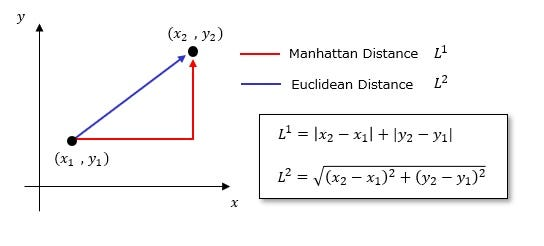 y
(x₂ , y₂)
Manhattan Distance L¹
Euclidean Distance L²
(x₁ , y₁)
x
L¹ = |x₂ − x₁| + |y₂ − y₁|
L² = √((x₂ − x₁)² + (y₂ − y₁)²)